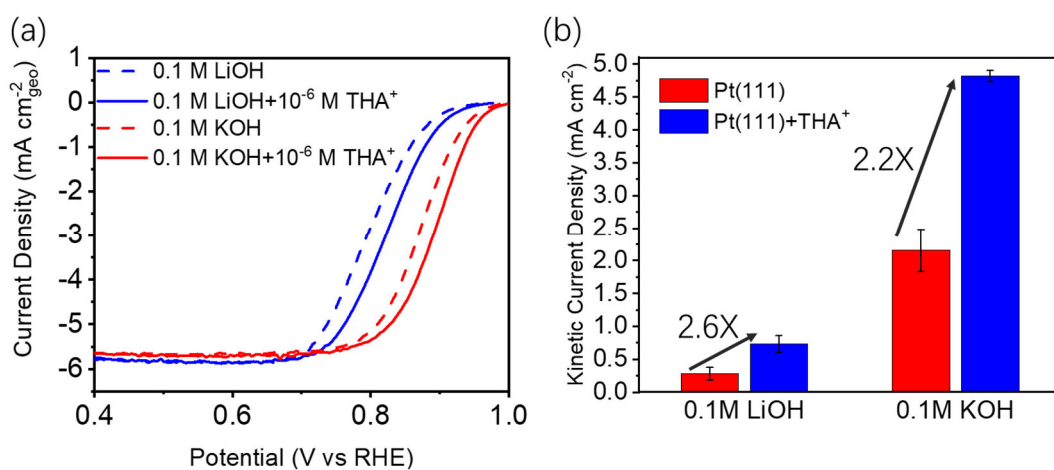 (a)
1
0
-1
-2
-3
-4
-5
-6
Current Density (mA cm⁻²geo)
0.1 M LiOH
0.1 M LiOH+10⁻⁶ M THA⁺
0.1 M KOH
0.1 M KOH+10⁻⁶ M THA⁺
0.4 0.6 0.8 1.0
Potential (V vs RHE)
(b)
5.0
4.5
4.0
3.5
3.0
2.5
2.0
1.5
1.0
0.5
0.0
Kinetic Current Density (mA cm⁻²)
Pt(111)
Pt(111)+THA⁺
2.2X
2.6X
0.1M LiOH 0.1M KOH